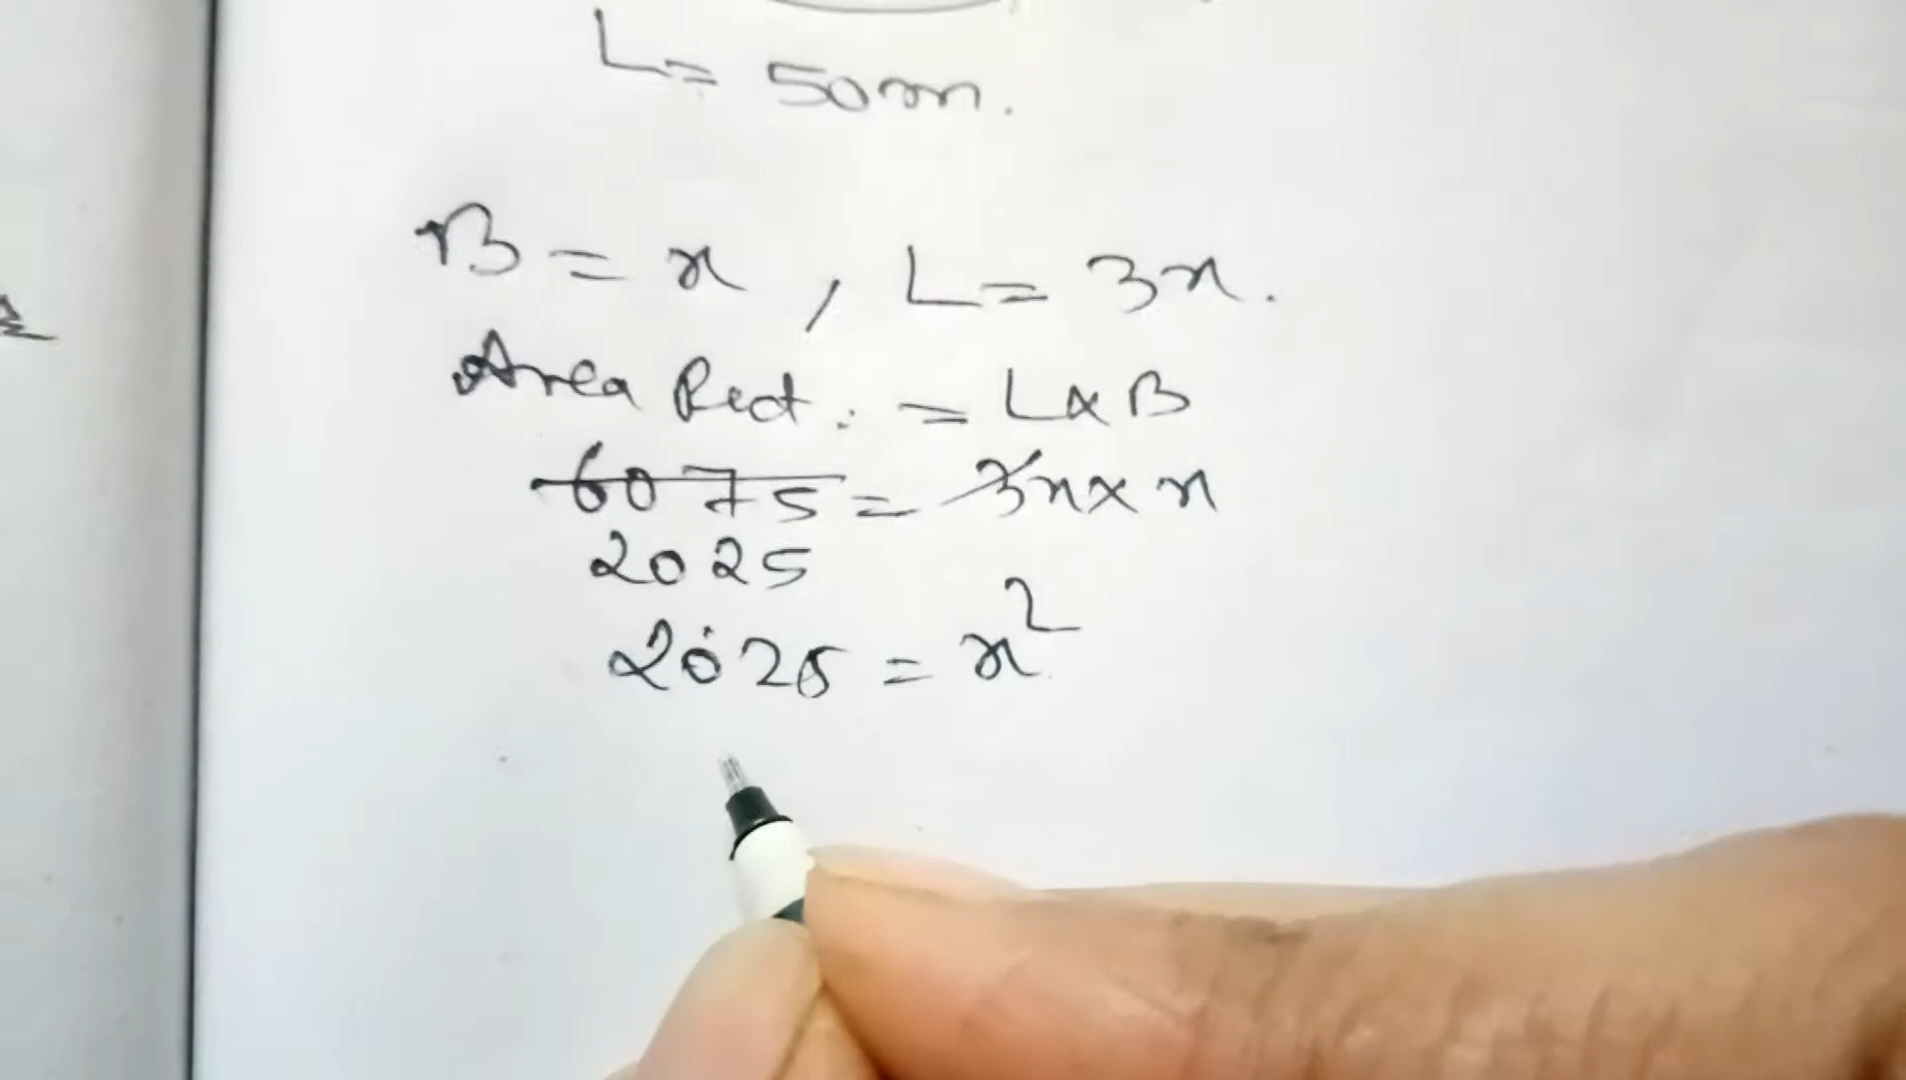 L = 50m.
B = x , L = 3x.
Area Rect. = L x B
6075 = 3x × x
2025
2025 = x²